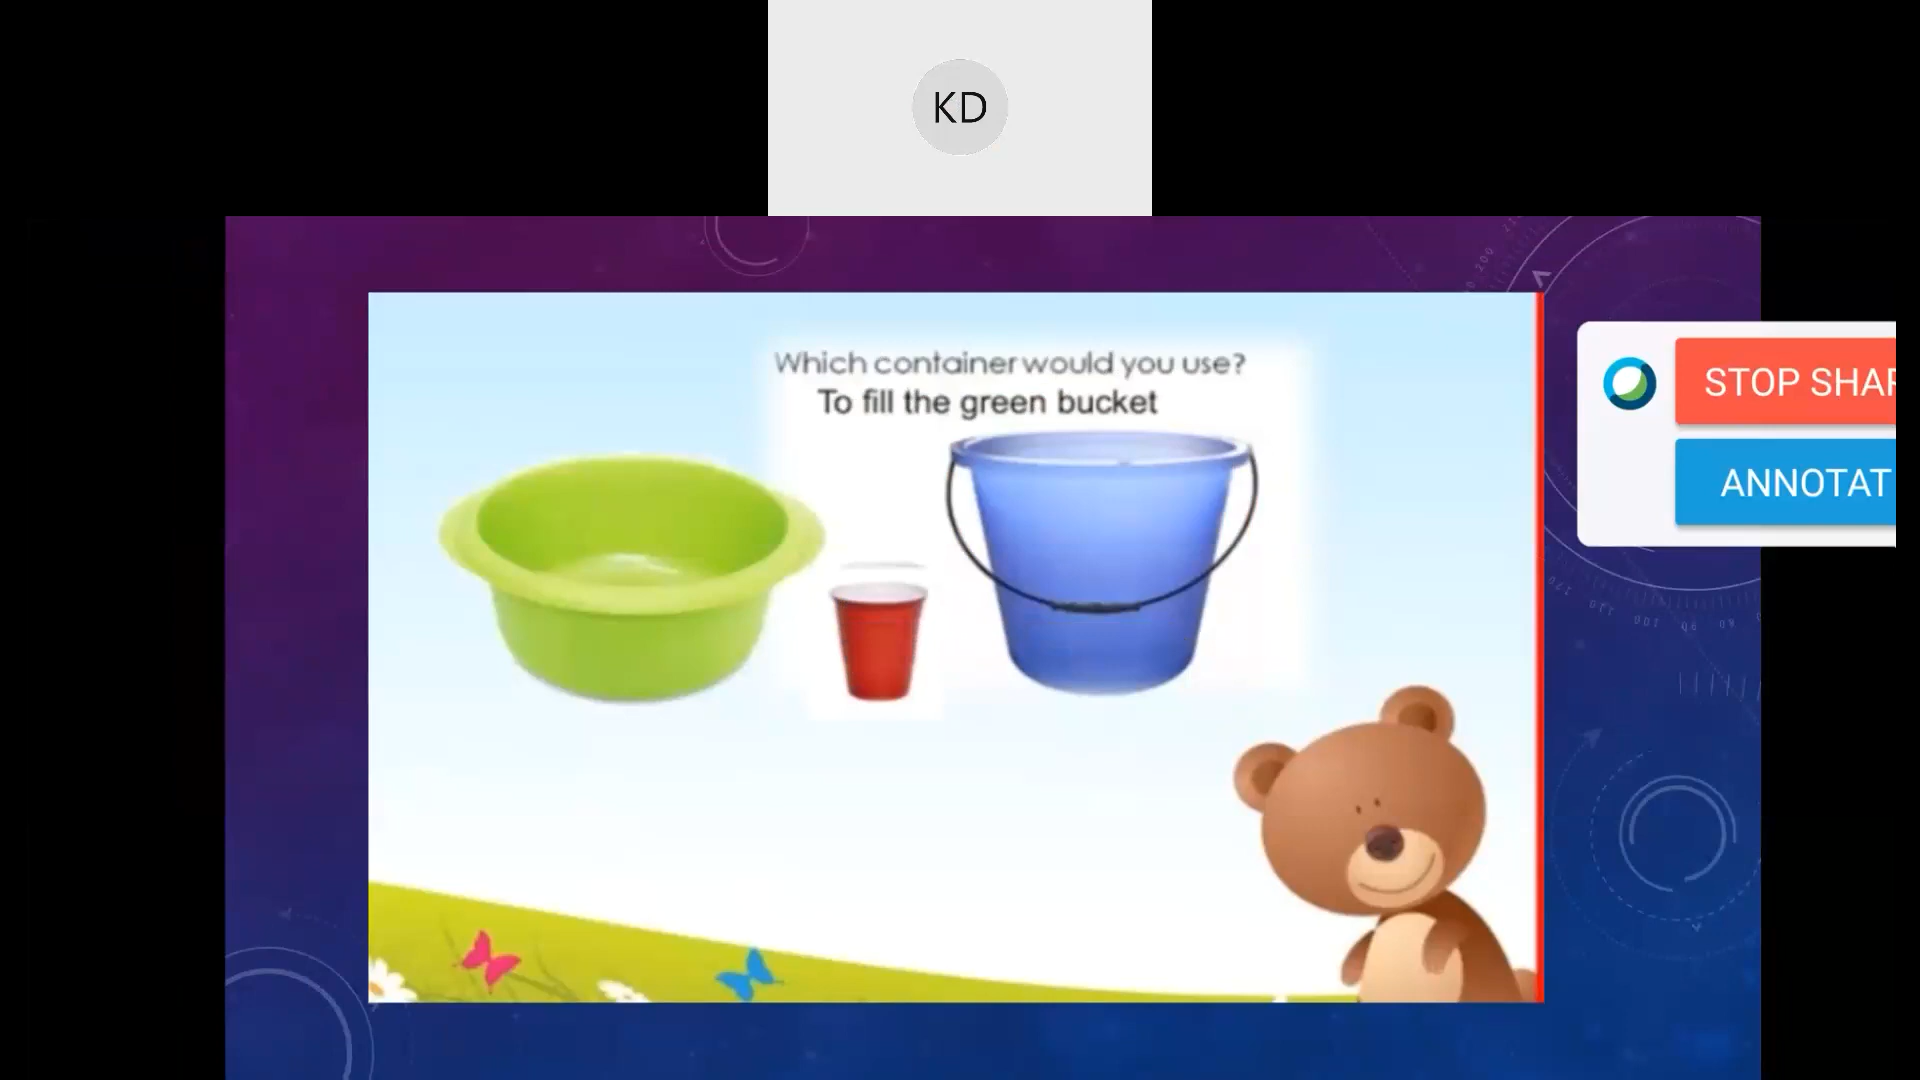 KD
Which container would you use?
To fill the green bucket
STOP SHAR
ANNOTAT